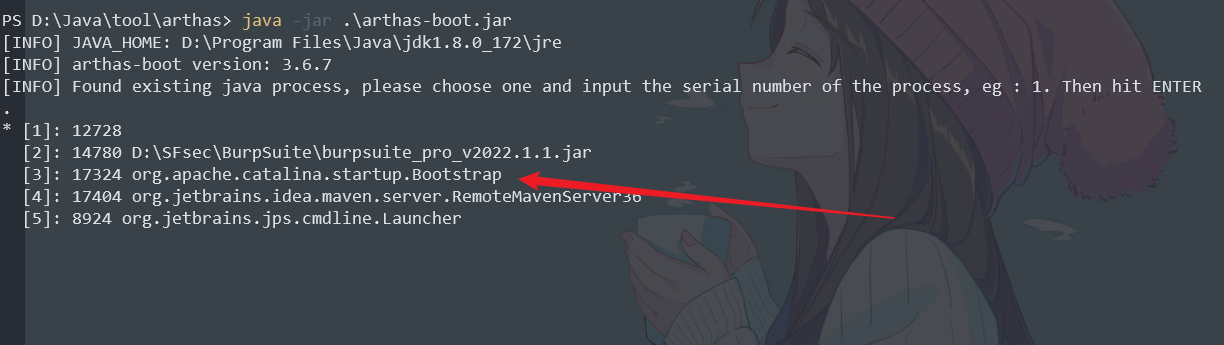 PS D:\Java\tool\arthas> java -jar .\arthas-boot.jar
[INFO] JAVA_HOME: D:\Program Files\Java\jdk1.8.0_172\jre
[INFO] arthas-boot version: 3.6.7
[INFO] Found existing java process, please choose one and input the serial number of the process, eg : 1. Then hit ENTER
.
* [1]: 12728
  [2]: 14780 D:\SFsec\BurpSuite\burpsuite_pro_v2022.1.1.jar
  [3]: 17324 org.apache.catalina.startup.Bootstrap
  [4]: 17404 org.jetbrains.idea.maven.server.RemoteMavenServer36
  [5]: 8924 org.jetbrains.jps.cmdline.Launcher